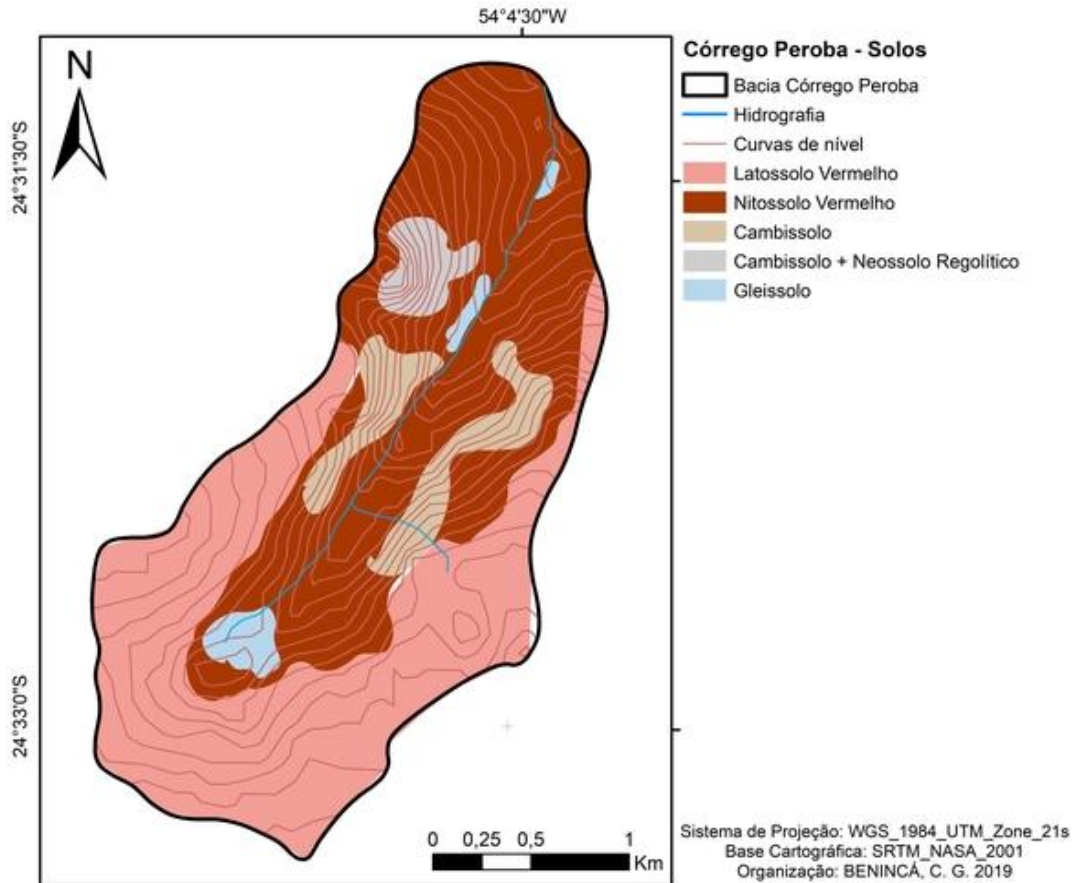 54°4'30"W
N
24°31'30"S
24°33'0"S
0 0,25 0,5 1
Km
Córrego Peroba - Solos
Bacia Córrego Peroba
Hidrografia
Curvas de nível
Latossolo Vermelho
Nitossolo Vermelho
Cambissolo
Cambissolo + Neossolo Regolítico
Gleissolo
Sistema de Projeção: WGS_1984_UTM_Zone_21s
Base Cartográfica: SRTM_NASA_2001
Organização: BENINCÁ, C. G. 2019